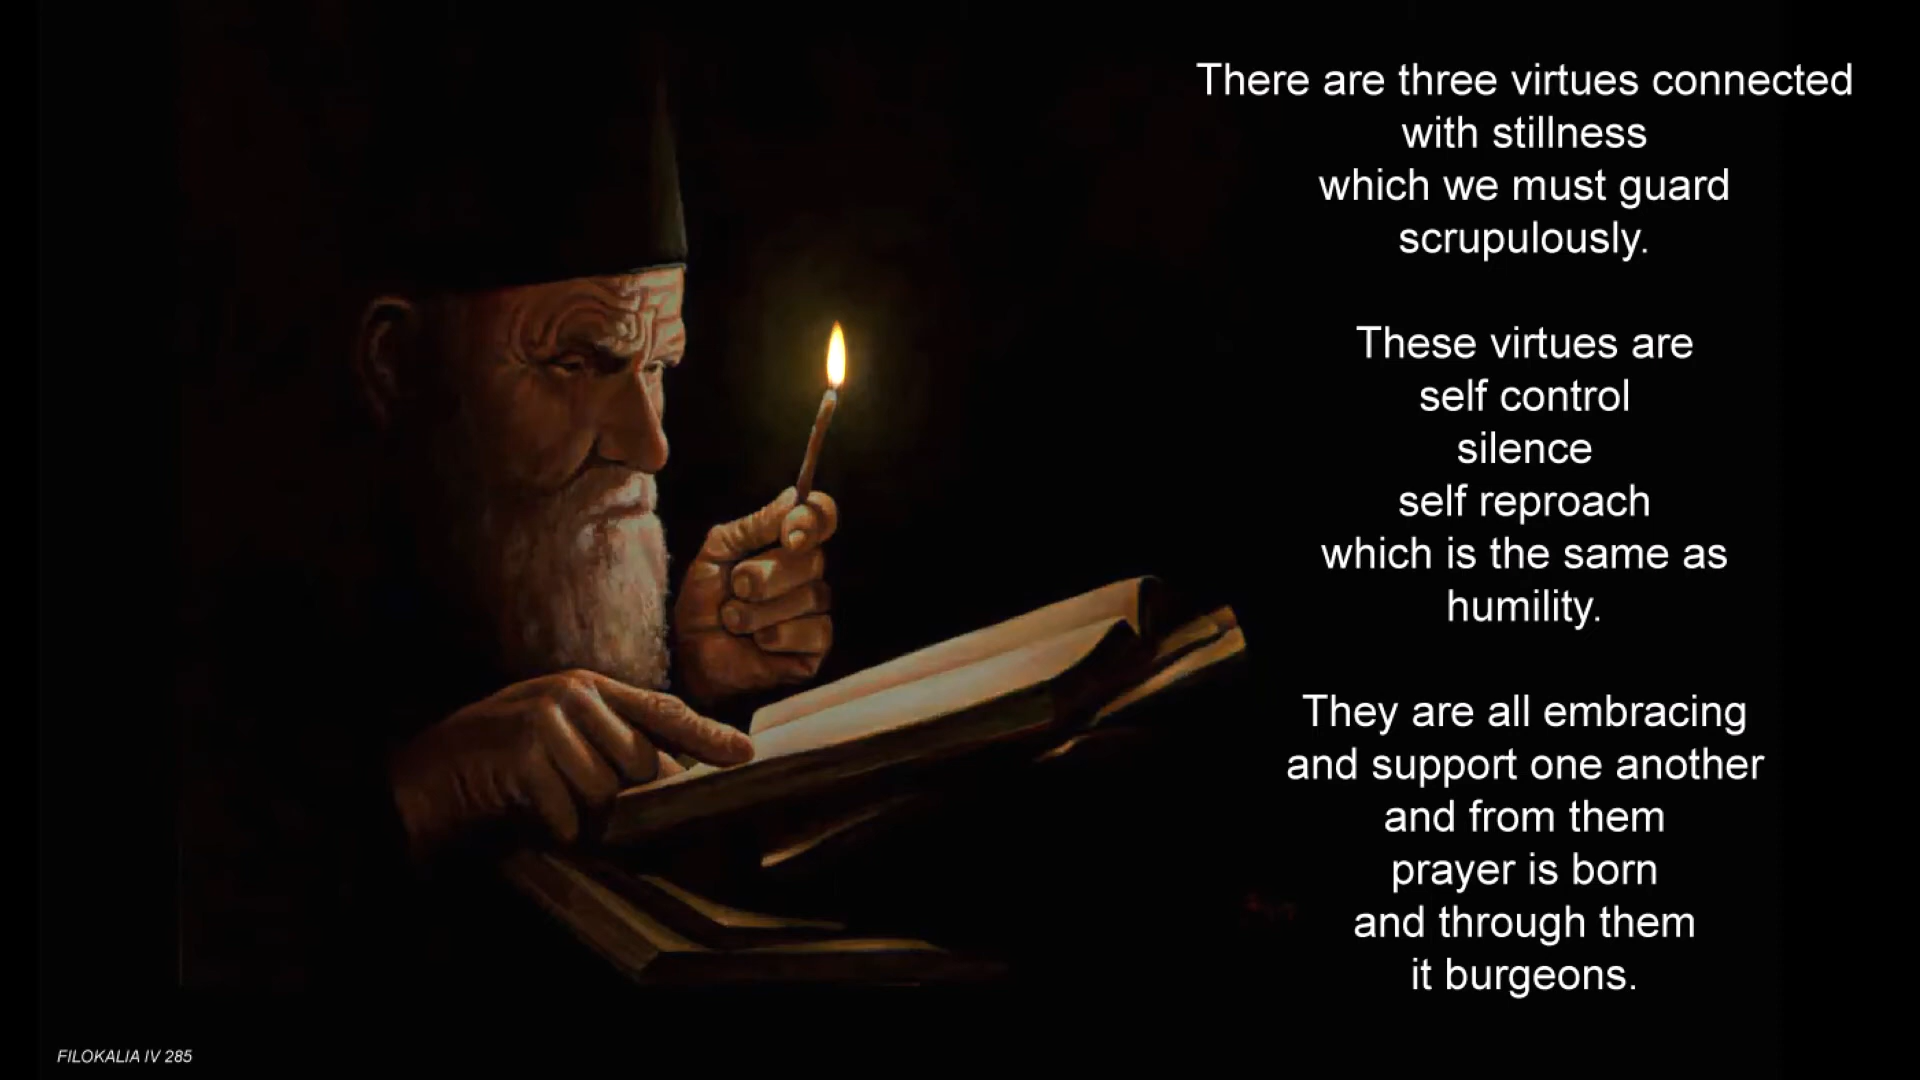 There are three virtues connected
with stillness
which we must guard
scrupulously.
These virtues are
self control
silence
self reproach
which is the same as
humility.
They are all embracing
and support one another
and from them
prayer is born
and through them
it burgeons.
FILOKALIA IV 285